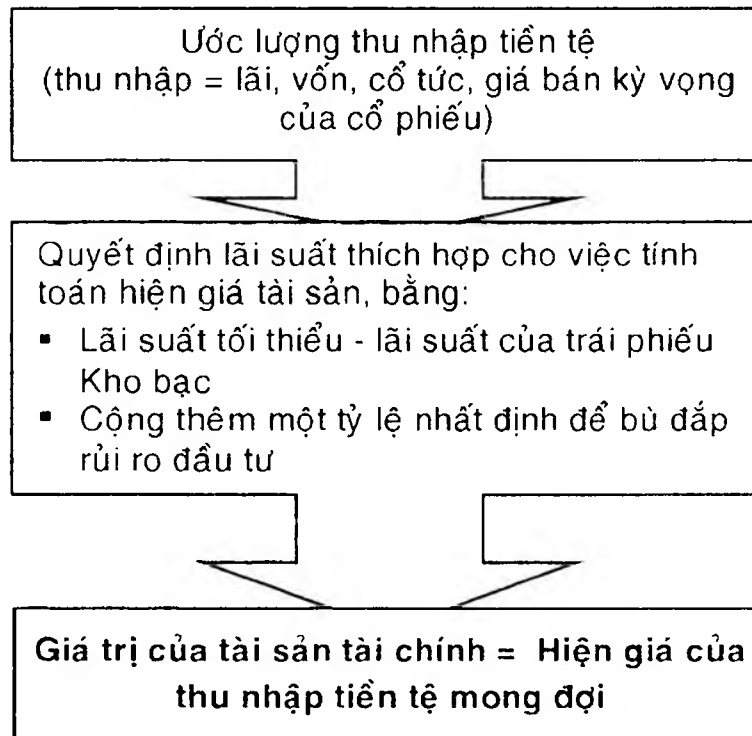 Ước lượng thu nhập tiền tệ
(thu nhập = lãi, vốn, cổ tức, giá bán kỳ vọng
của cổ phiếu)
Quyết định lãi suất thích hợp cho việc tính
toán hiện giá tài sản, bằng:
▪ Lãi suất tối thiểu - lãi suất của trái phiếu
Kho bạc
▪ Cộng thêm một tỷ lệ nhất định để bù đắp
rủi ro đầu tư
Giá trị của tài sản tài chính = Hiện giá của
thu nhập tiền tệ mong đợi